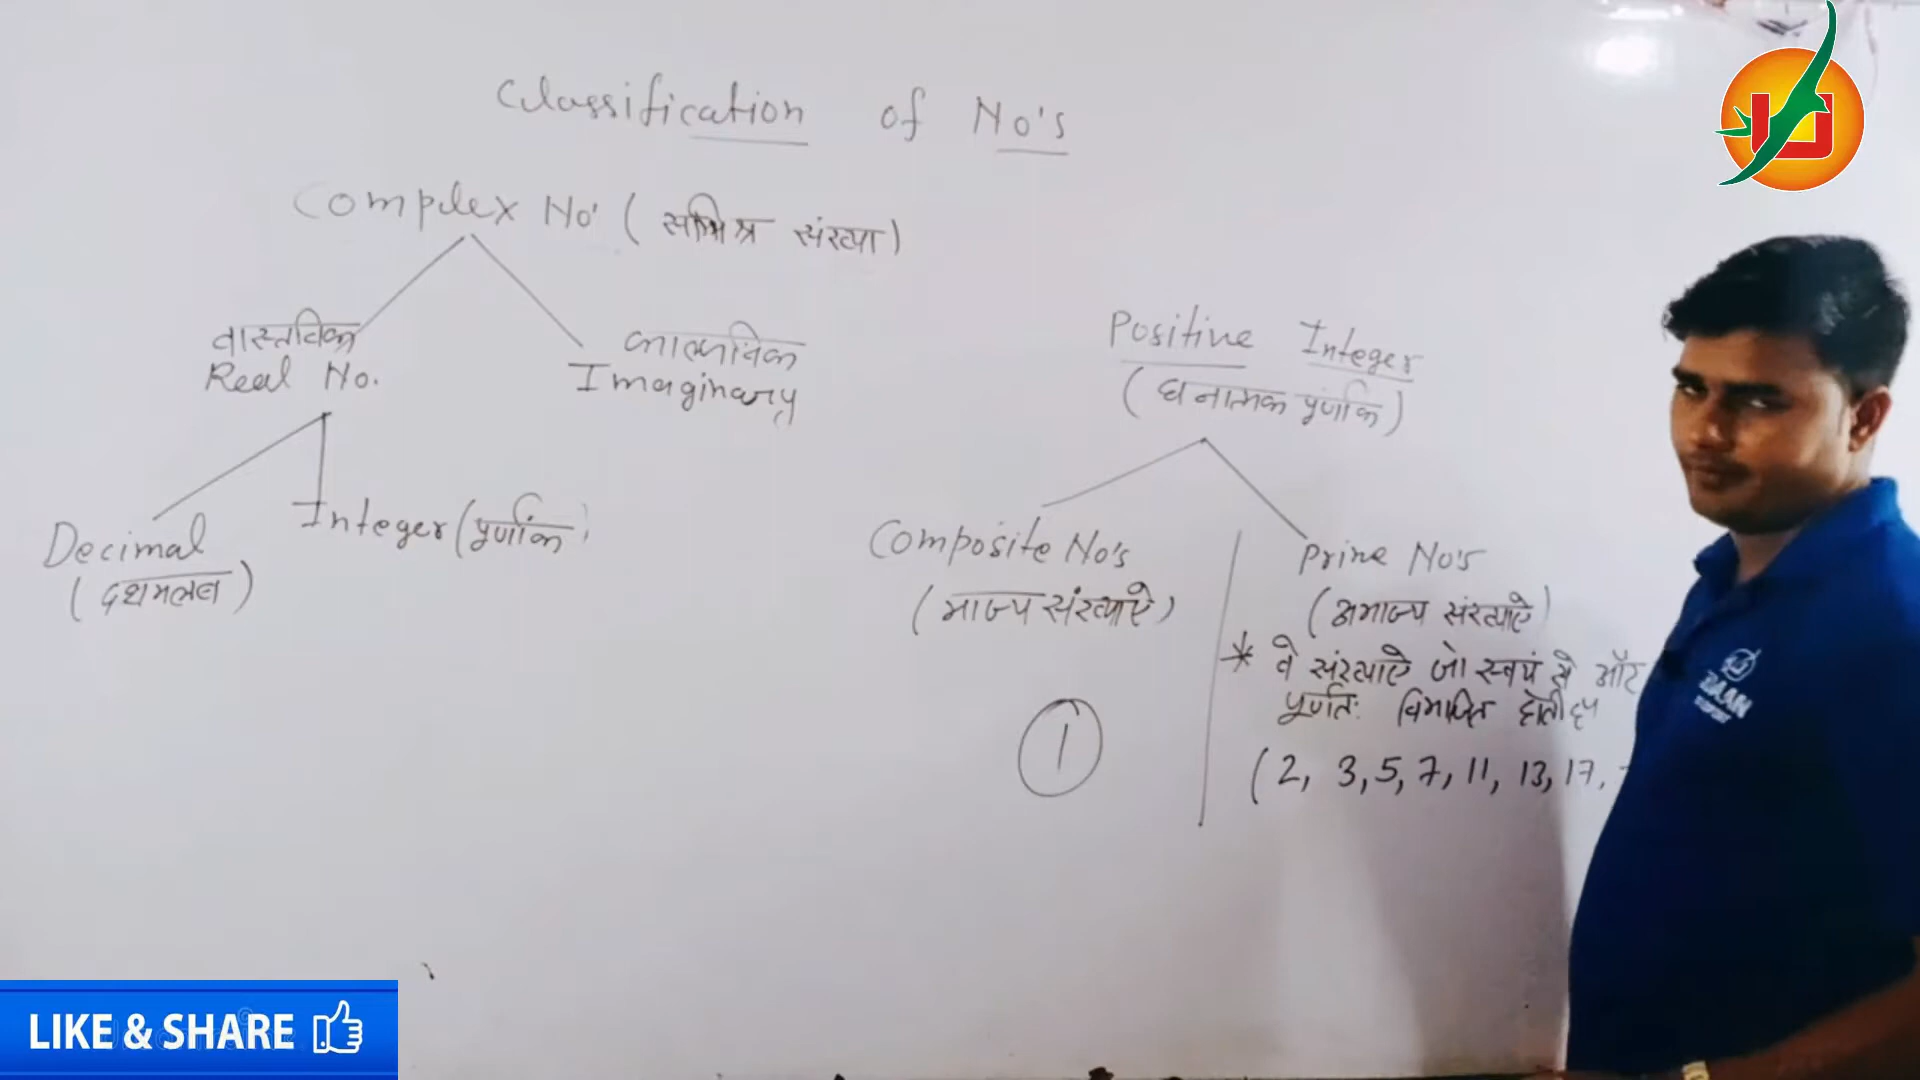 Classification of No's
Complex No' (सम्मिश्र संख्या)
वास्तविक
Real No.
काल्पनिक
Imaginary
Decimal
(दशमलव)
Integer (पूर्णांक)
Positive Integer
(धनात्मक पूर्णांक)
Composite No's
(भाज्य संख्याऐ)
1
Prime No's
(अभाज्य संख्याऐ)
* वे संख्याऐ जो स्वयं से और
पूर्णतः विभाजित होती
(2, 3, 5, 7, 11, 13, 17,
LIKE & SHARE